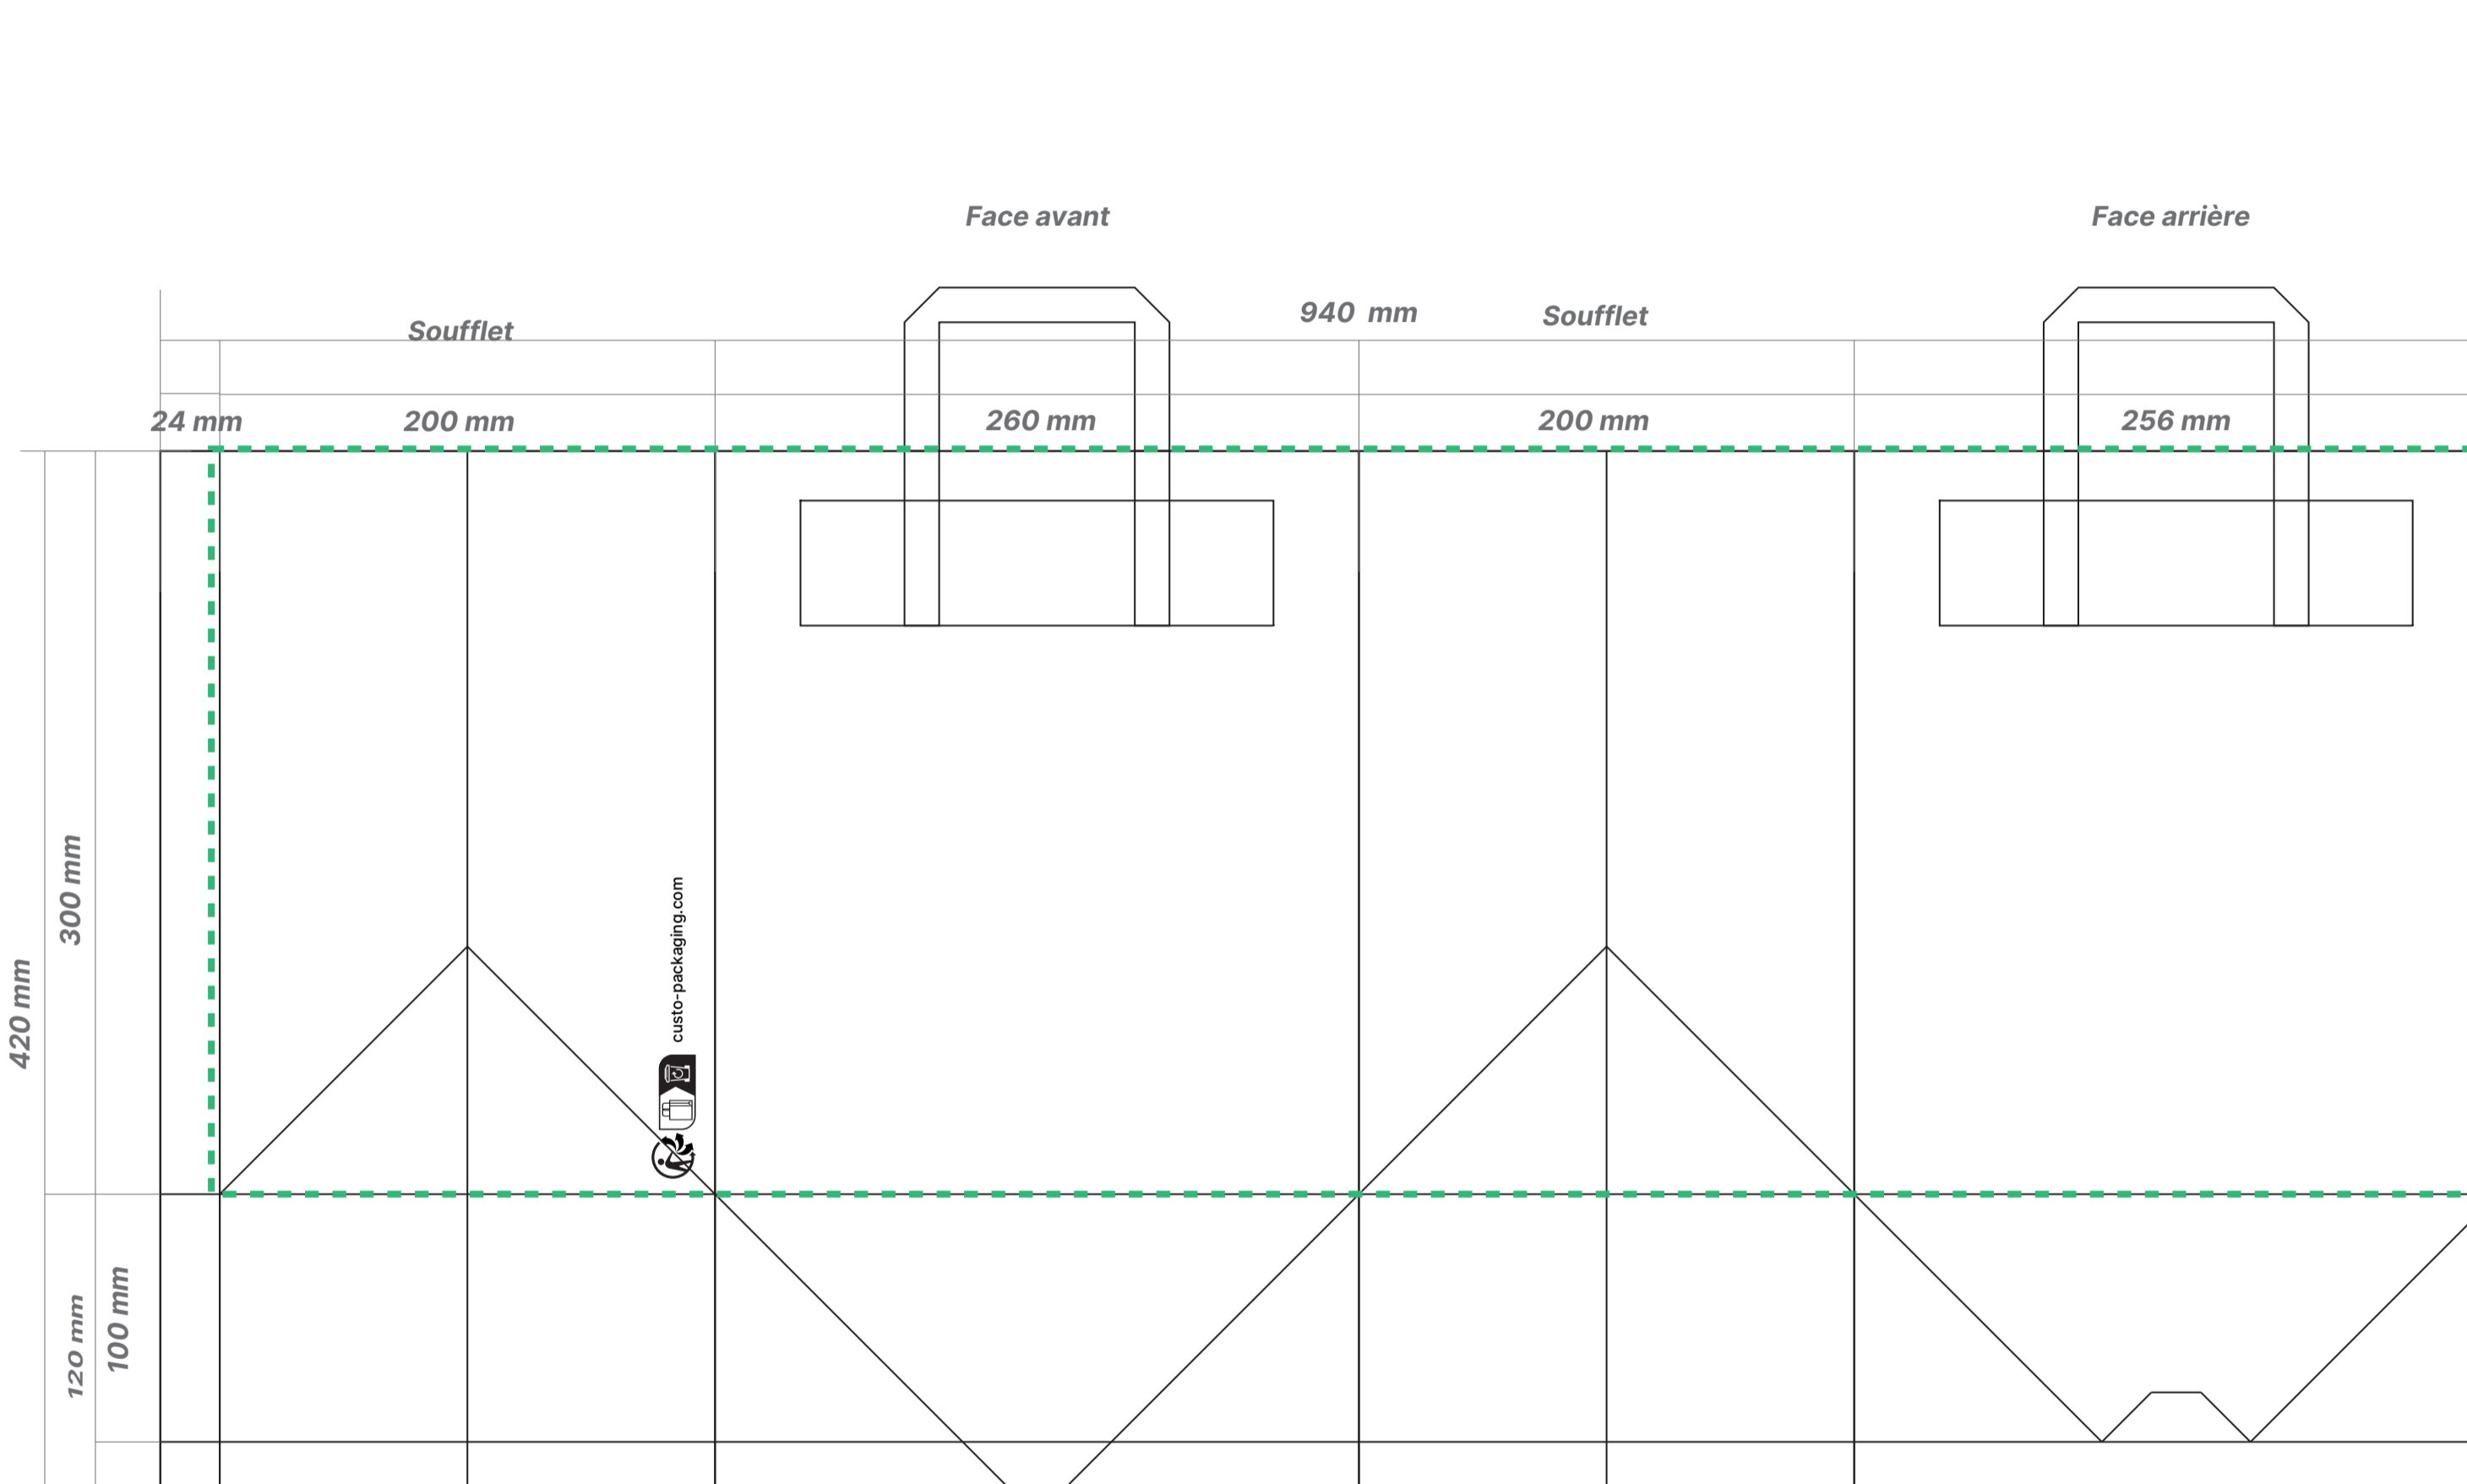 Face avant
Face arrière
Soufflet
940 mm
Soufflet
24 mm
200 mm
260 mm
200 mm
256 mm
300 mm
420 mm
custo-packaging.com
120 mm
100 mm